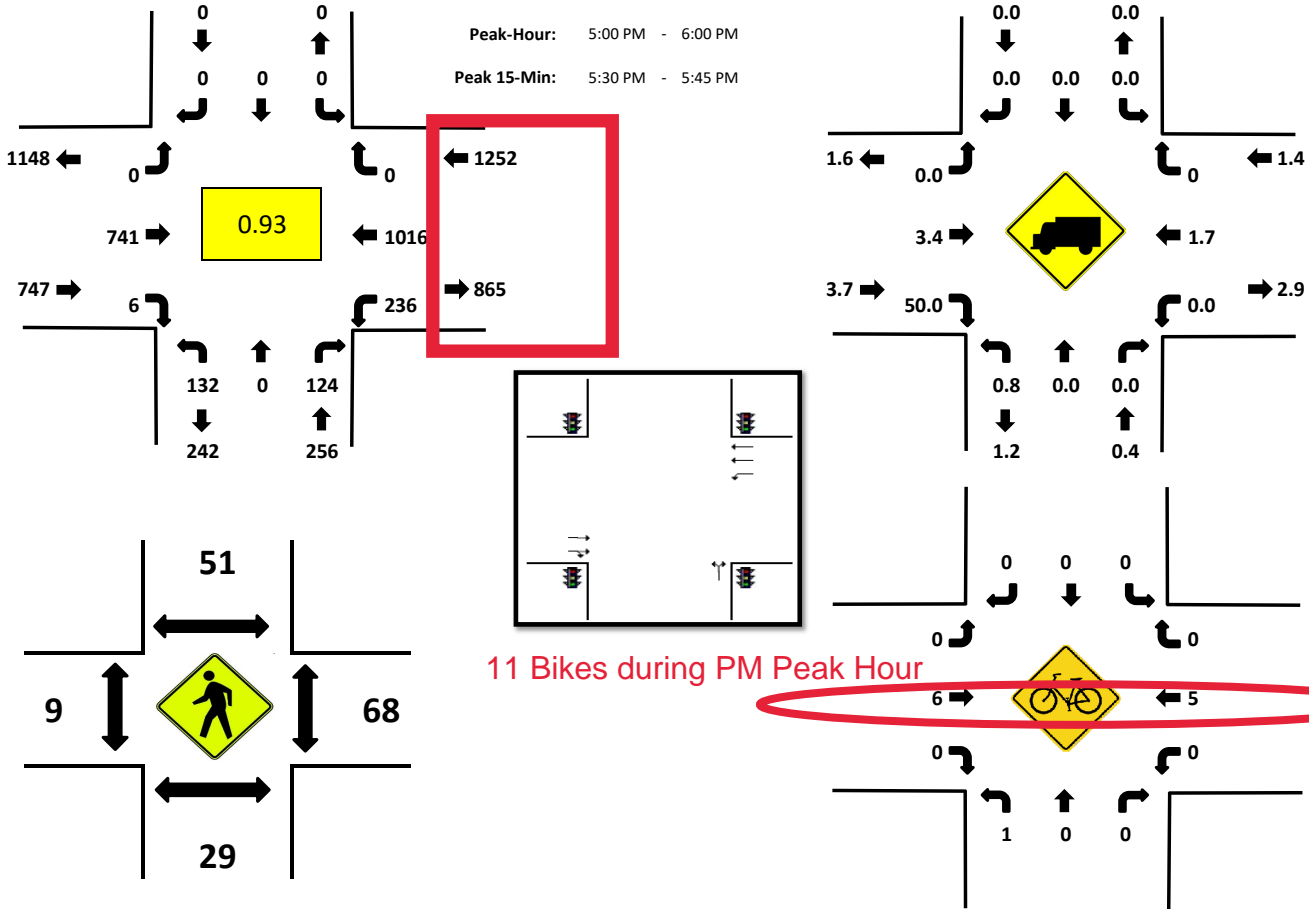 0 0
Peak-Hour: 5:00 PM - 6:00 PM
0 0 0
Peak 15-Min: 5:30 PM - 5:45 PM
1148 1252
0 0
0.93
741 1016
747 865
6 236
132 0 124
242 256
0.0 0.0
0.0 0.0 0.0
1.6 1.4
0.0 0
3.4 1.7
3.7 2.9
50.0 0.0
0.8 0.0 0.0
1.2 0.4
51
9 68
29
11 Bikes during PM Peak Hour
0 0 0
0 0
6 5
0 0
1 0 0